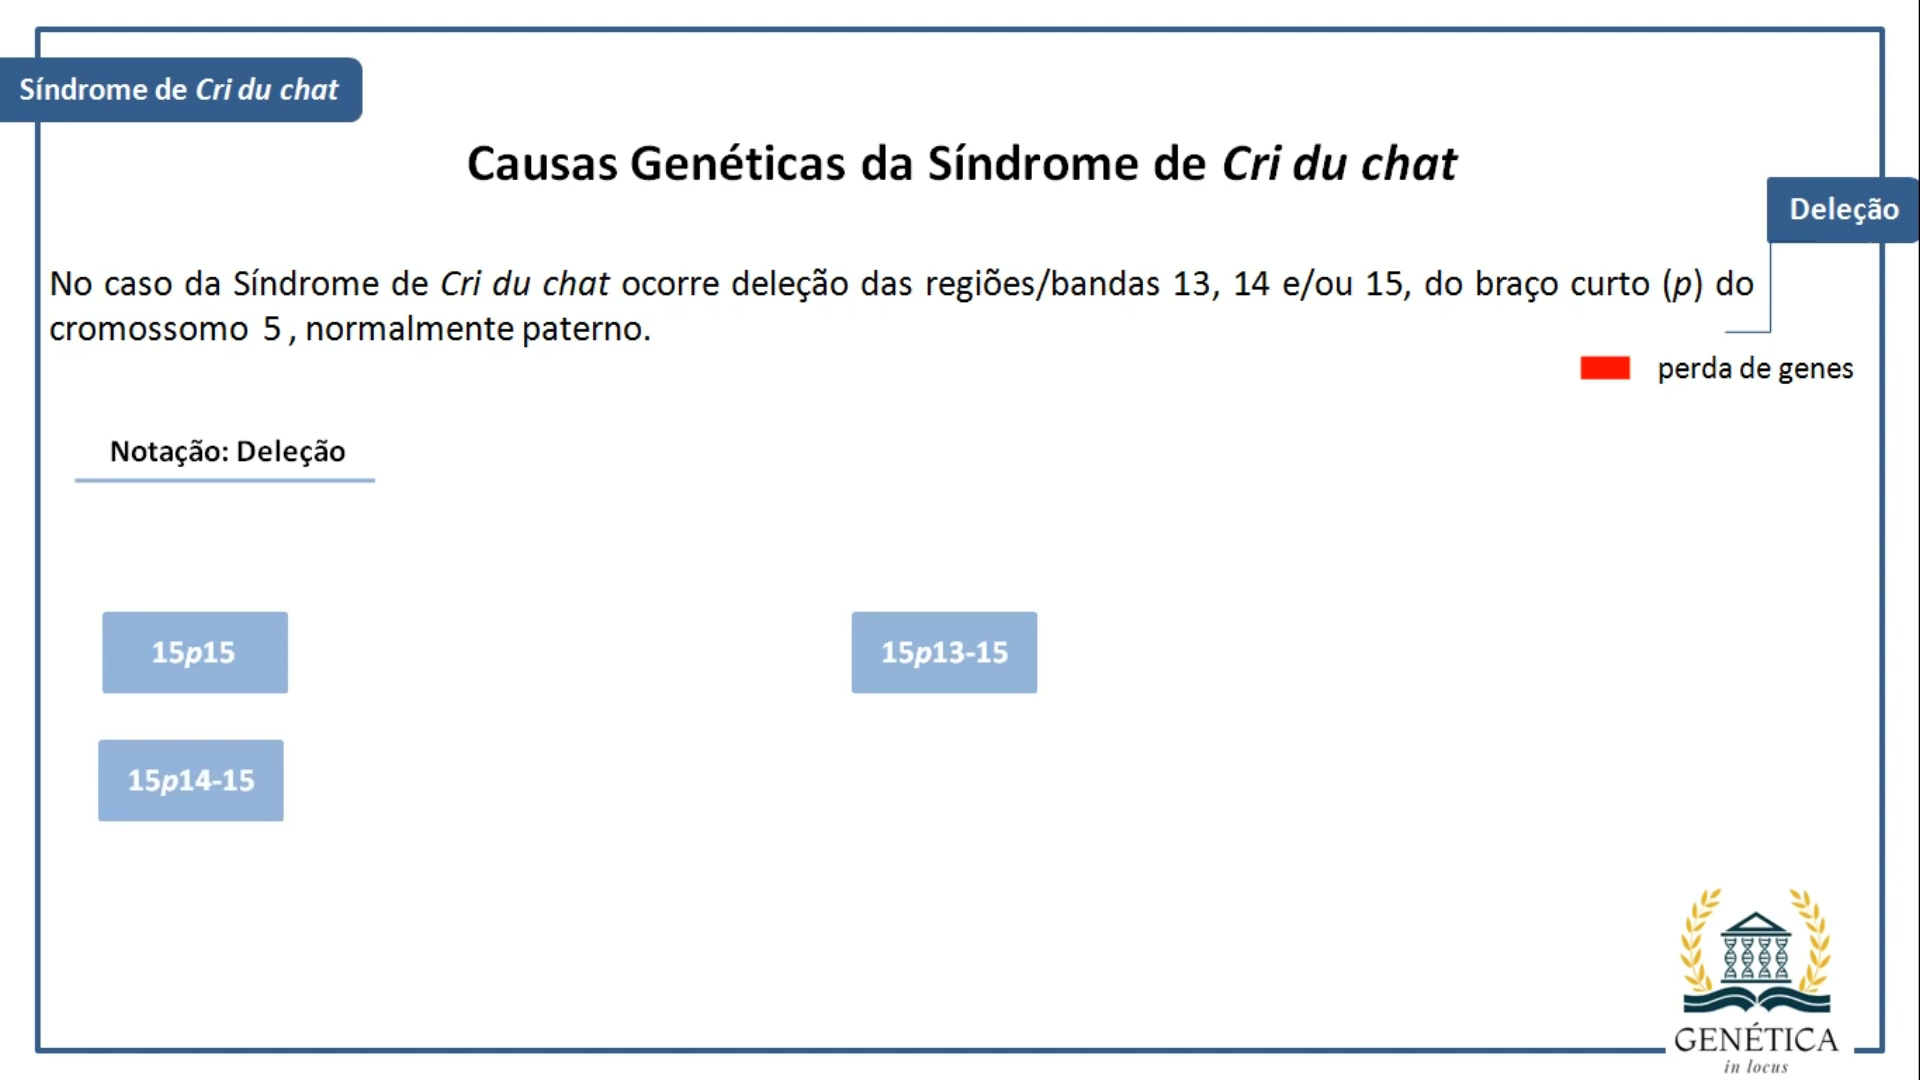 Síndrome de Cri du chat
Causas Genéticas da Síndrome de Cri du chat
Deleção
No caso da Síndrome de Cri du chat ocorre deleção das regiões/bandas 13, 14 e/ou 15, do braço curto (p) do
cromossomo 5 , normalmente paterno.
perda de genes
Notação: Deleção
15p15
15p13-15
15p14-15
GENÉTICA
in locus